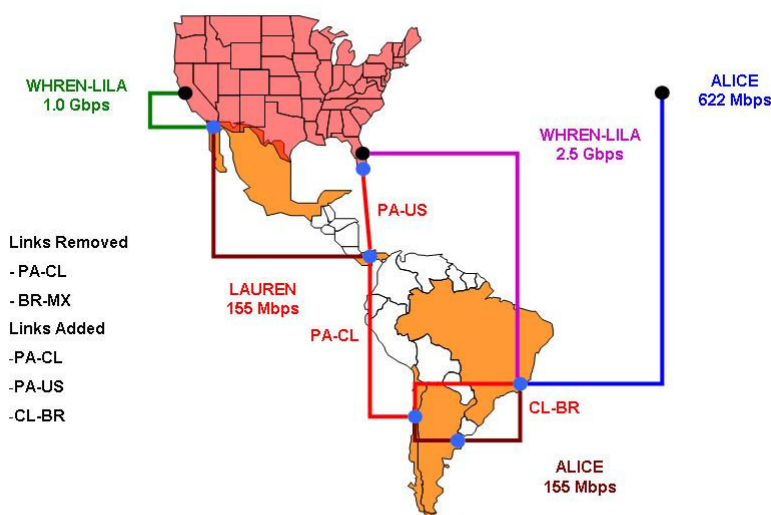 WHREN-LILA
1.0 Gbps
ALICE
622 Mbps
WHREN-LILA
2.5 Gbps
PA-US
Links Removed
- PA-CL
- BR-MX
Links Added
-PA-CL
-PA-US
-CL-BR
LAUREN
155 Mbps
PA-CL
CL-BR
ALICE
155 Mbps